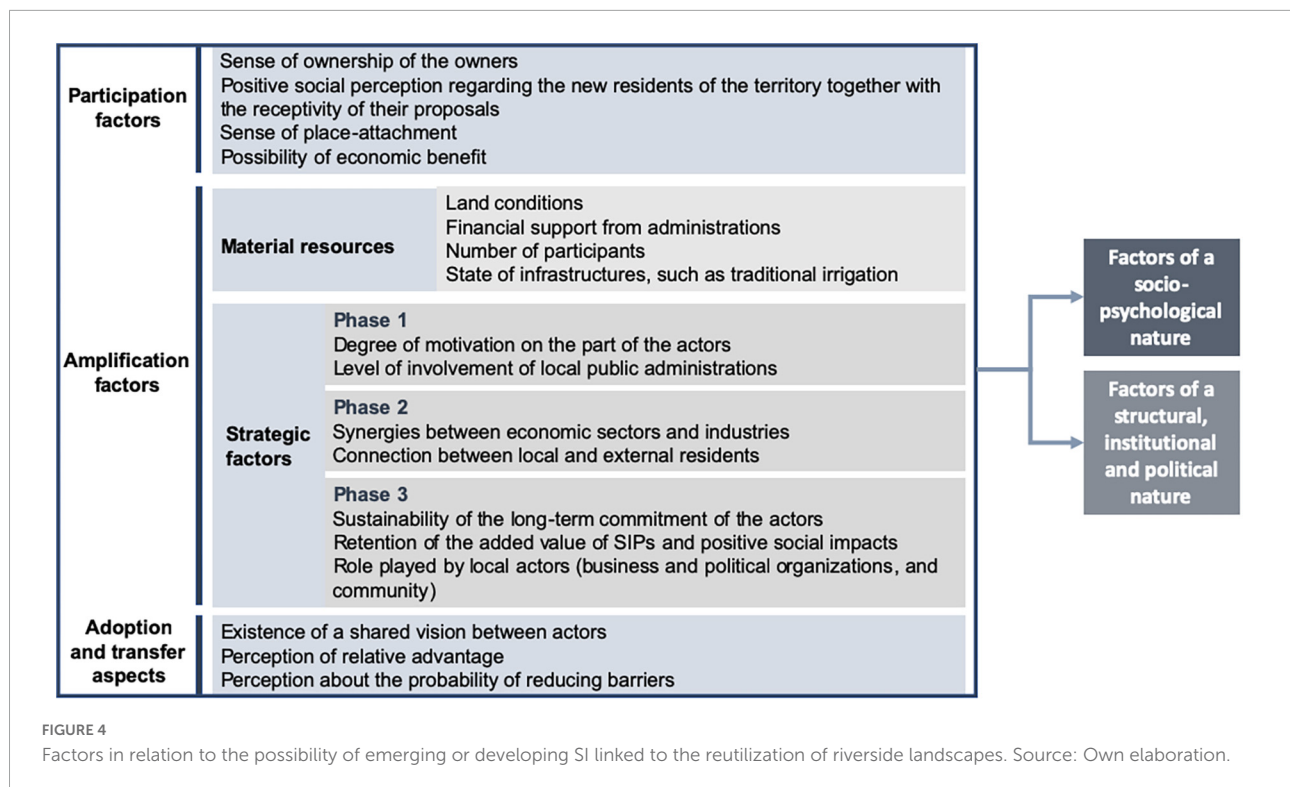 Participation
factors
Sense of ownership of the owners
Positive social perception regarding the new residents of the territory together with
the receptivity of their proposals
Sense of place-attachment
Possibility of economic benefit
Amplification
factors
Material resources
Land conditions
Financial support from administrations
Number of participants
State of infrastructures, such as traditional irrigation
Strategic
factors
Phase 1
Degree of motivation on the part of the actors
Level of involvement of local public administrations
Phase 2
Synergies between economic sectors and industries
Connection between local and external residents
Phase 3
Sustainability of the long-term commitment of the actors
Retention of the added value of SIPs and positive social impacts
Role played by local actors (business and political organizations, and
community)
Adoption
and transfer
aspects
Existence of a shared vision between actors
Perception of relative advantage
Perception about the probability of reducing barriers
Factors of a
socio-
psychological
nature
Factors of a
structural,
institutional
and political
nature
FIGURE 4
Factors in relation to the possibility of emerging or developing SI linked to the reutilization of riverside landscapes. Source: Own elaboration.